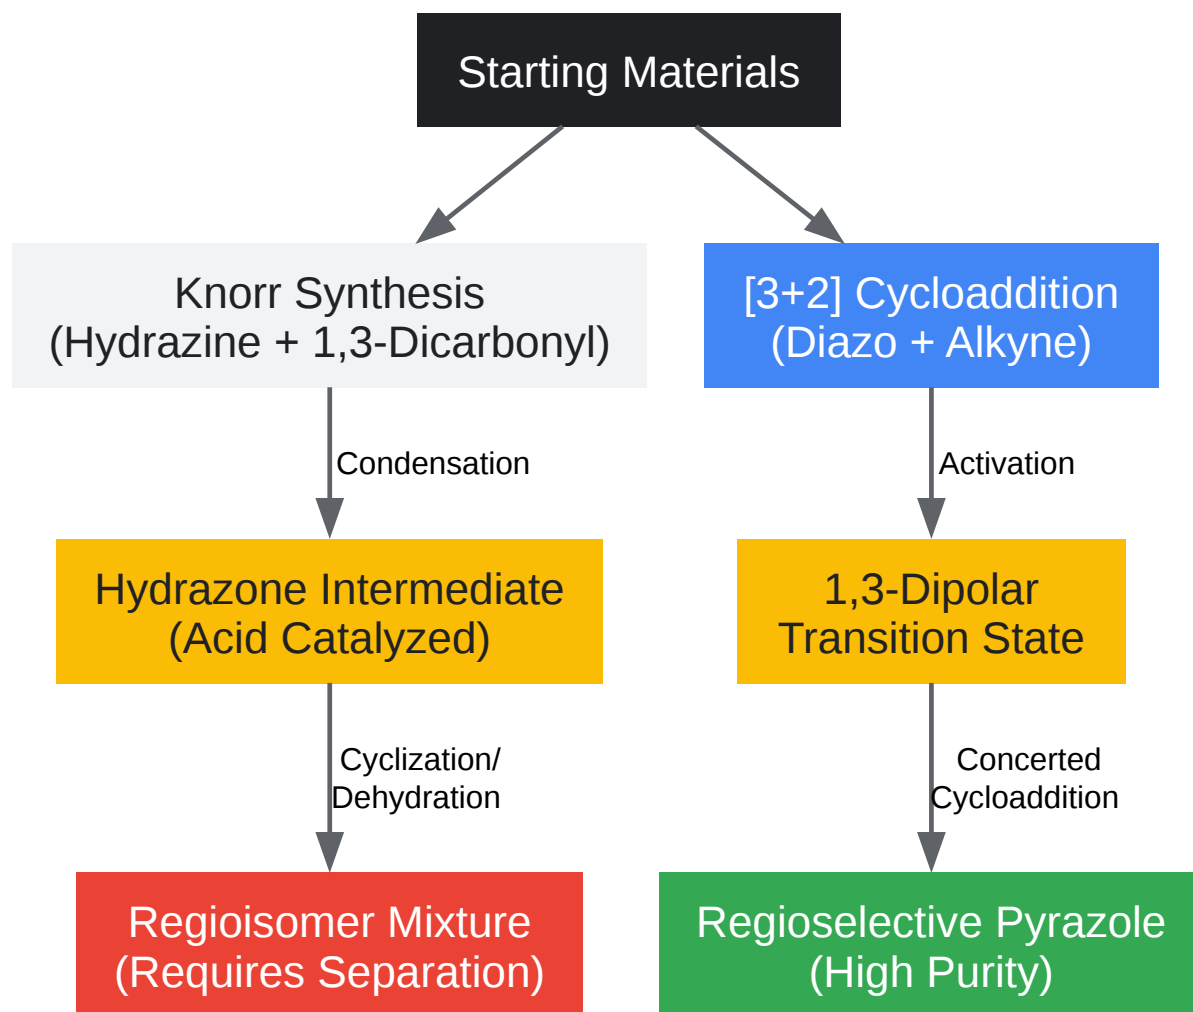 Starting Materials
Knorr Synthesis
(Hydrazine + 1,3-Dicarbonyl)
[3+2] Cycloaddition
(Diazo + Alkyne)
Condensation
Activation
Hydrazone Intermediate
(Acid Catalyzed)
1,3-Dipolar
Transition State
Cyclization/
Dehydration
Concerted
Cycloaddition
Regioisomer Mixture
(Requires Separation)
Regioselective Pyrazole
(High Purity)